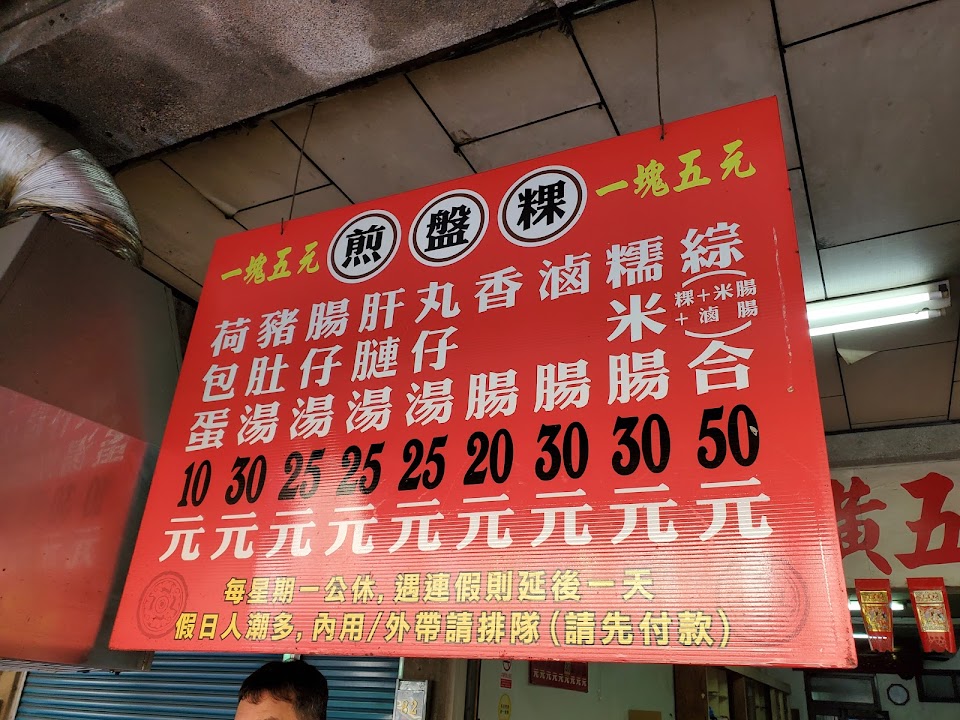 一塊五元 煎盤粿 一塊五元
綜(粿+米腸+滷腸)合 50元
糯米腸 30元
滷腸 30元
香腸 20元
丸仔湯 25元
肝膁湯 25元
腸仔湯 25元
豬肚湯 30元
荷包蛋 10元
每星期一公休,遇連假則延後一天
假日人潮多,內用/外帶請排隊(請先付款)
黃五